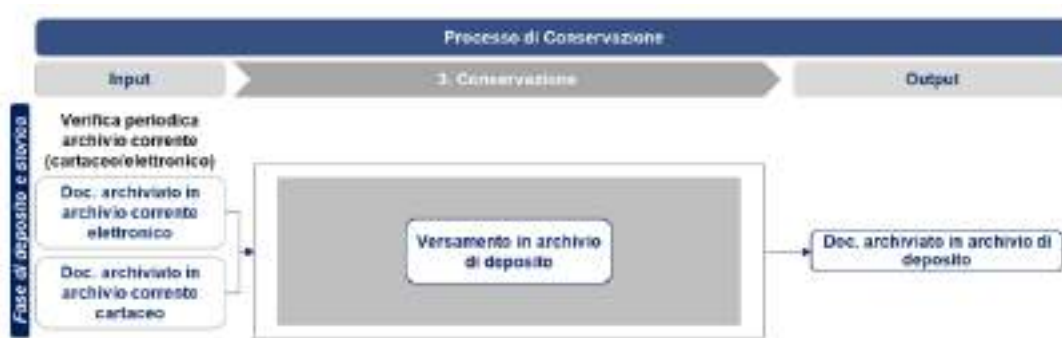 Processo di Conservazione
Input
3. Conservazione
Output
Fase di deposito e storica
Verifica periodica
archivio corrente
(cartaceo/elettronico)
Doc. archiviato in
archivio corrente
elettronico
Doc. archiviato in
archivio corrente
cartaceo
Versamento in archivio
di deposito
Doc. archiviato in archivio di
deposito